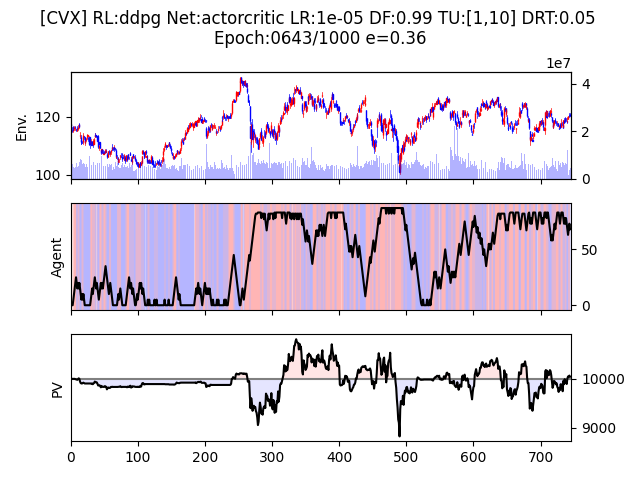 [CVX] RL:ddpg Net:actorcritic LR:1e-05 DF:0.99 TU:[1,10] DRT:0.05
Epoch:0643/1000 e=0.36
1e7
Env.
120
100
4
2
0
Agent
50
0
PV
10000
9000
0 100 200 300 400 500 600 700